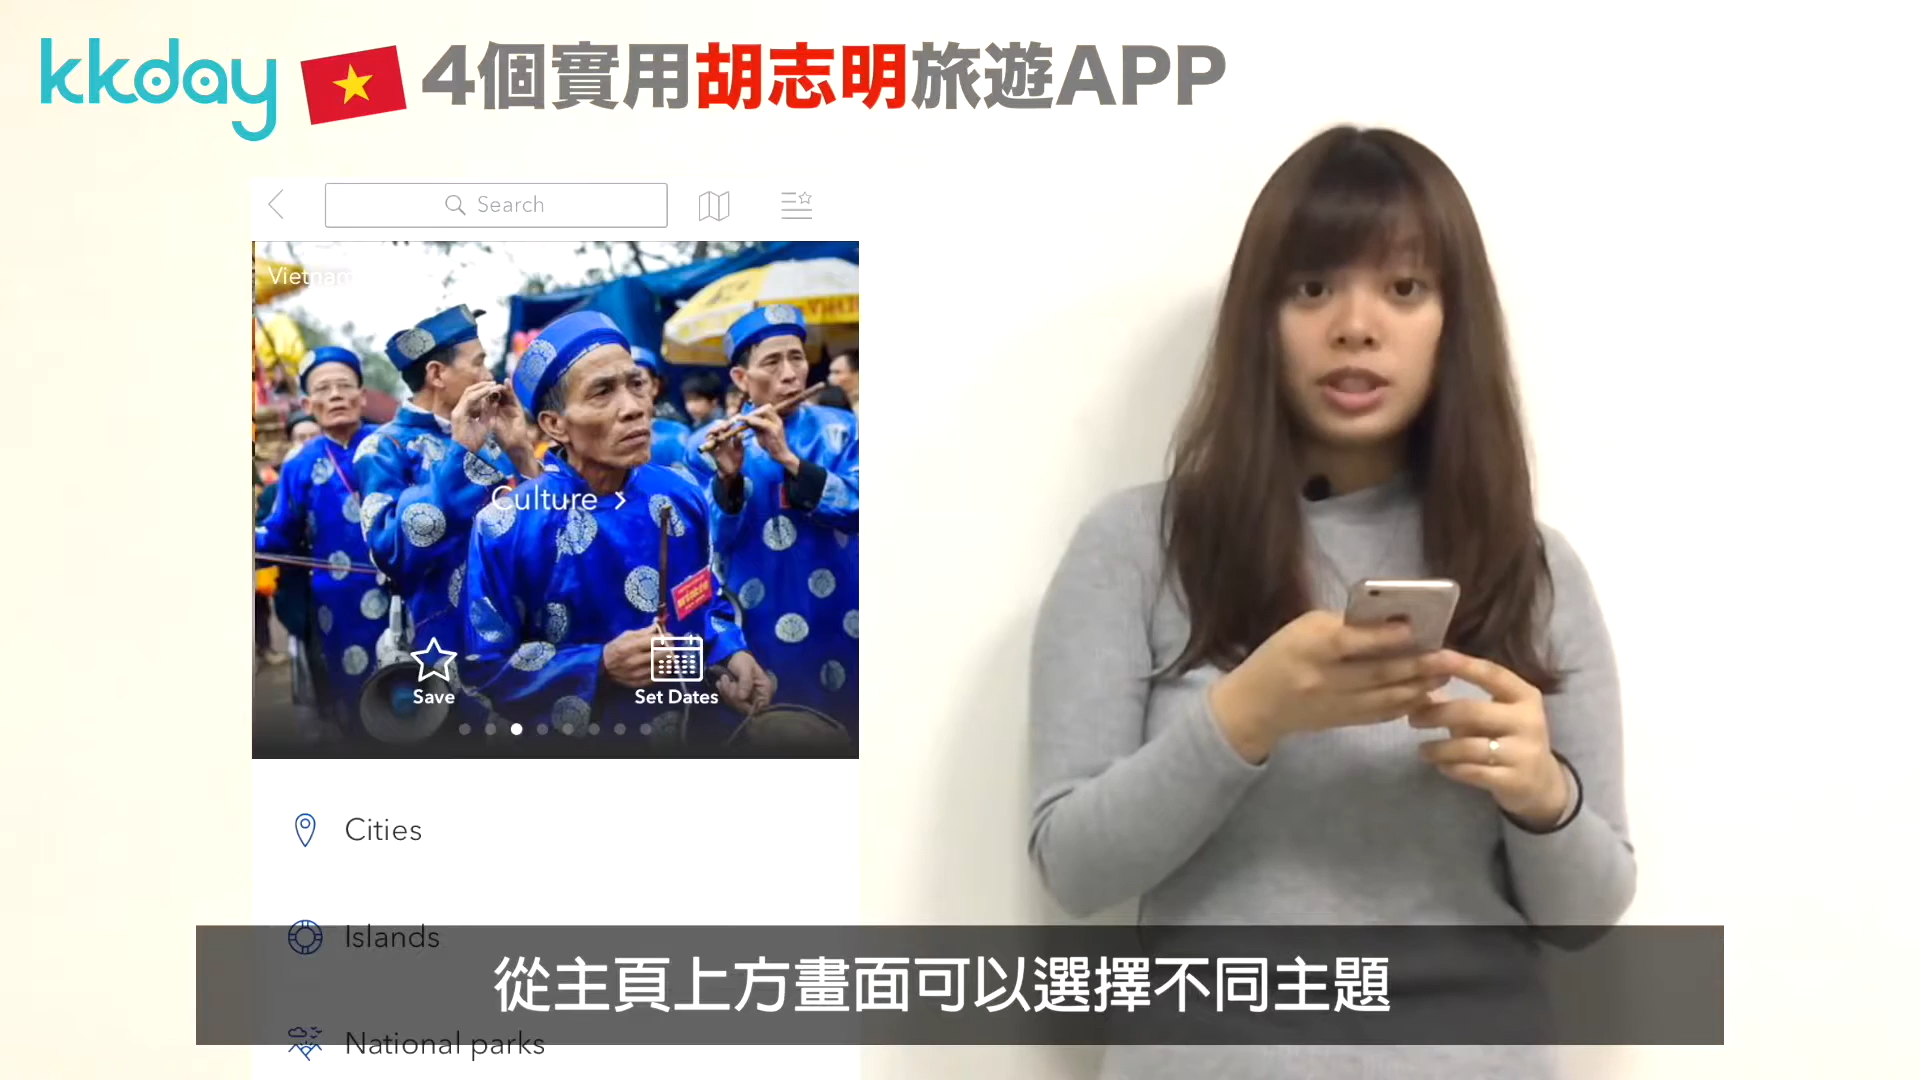 kkday 4個實用胡志明旅遊APP
Search
Vietnam
Culture >
Save
Set Dates
Cities
Islands
National parks
從主頁上方畫面可以選擇不同主題